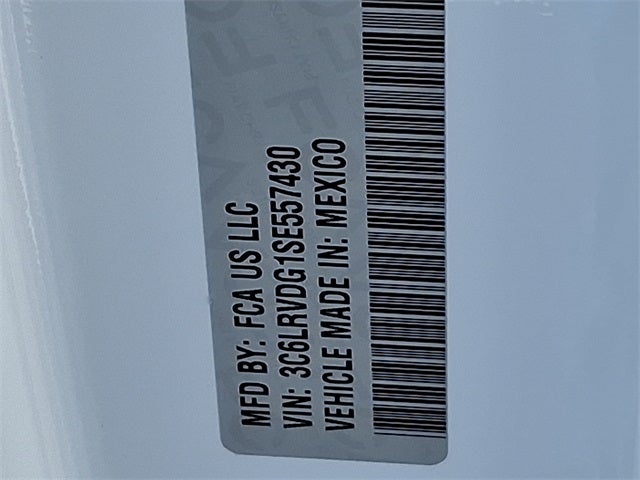 MFD BY: FCA US LLC
VIN: 3C6LRVDG1SE557430
VEHICLE MADE IN: MEXICO